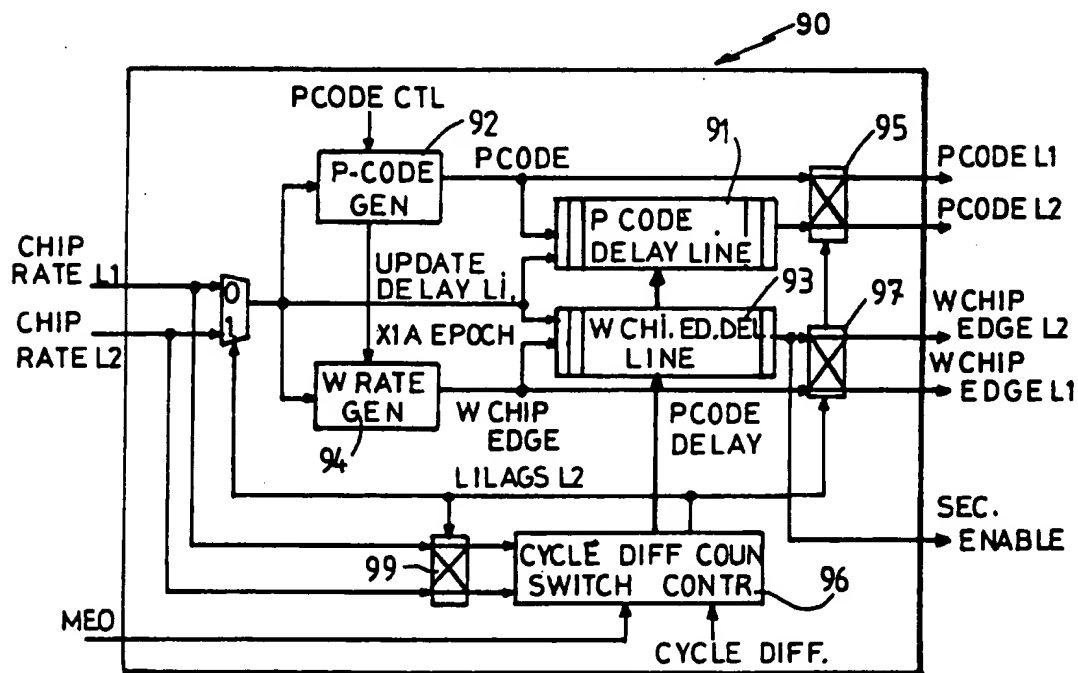 90
PCODE CTL
92
P-CODE
GEN
PCODE
91
95
PCODE L1
PCODE L2
P CODE
DELAY LINE
CHIP
RATE L1
CHIP
RATE L2
0
1
UPDATE
DELAY Li.
X1A EPOCH
93
W CHi. ED. DEL
LINE
97
W CHIP
EDGE L2
W CHIP
EDGE L1
W RATE
GEN
94
W CHIP
EDGE
PCODE
DELAY
L1LAGS L2
SEC.
ENABLE
99
CYCLE DIFF COUN
SWITCH CONTR.
96
MEO
CYCLE DIFF.